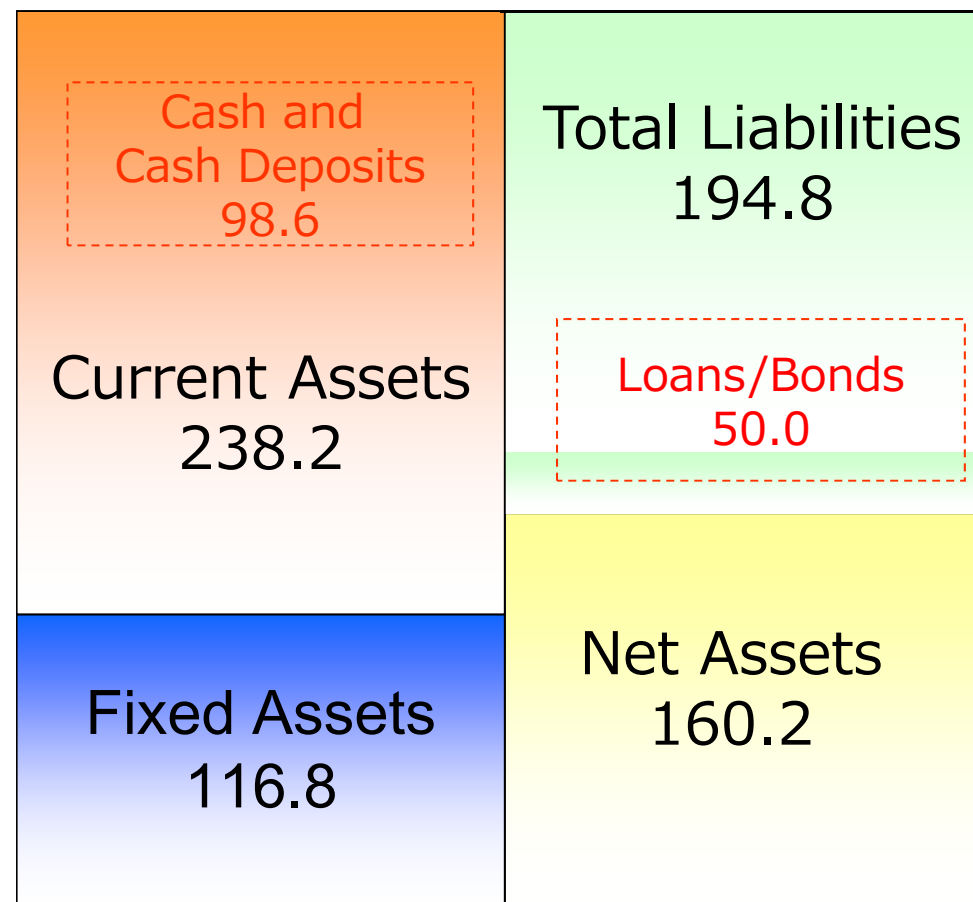 Cash and
Cash Deposits
98.6
Current Assets
238.2
Fixed Assets
116.8
Total Liabilities
194.8
Loans/Bonds
50.0
Net Assets
160.2